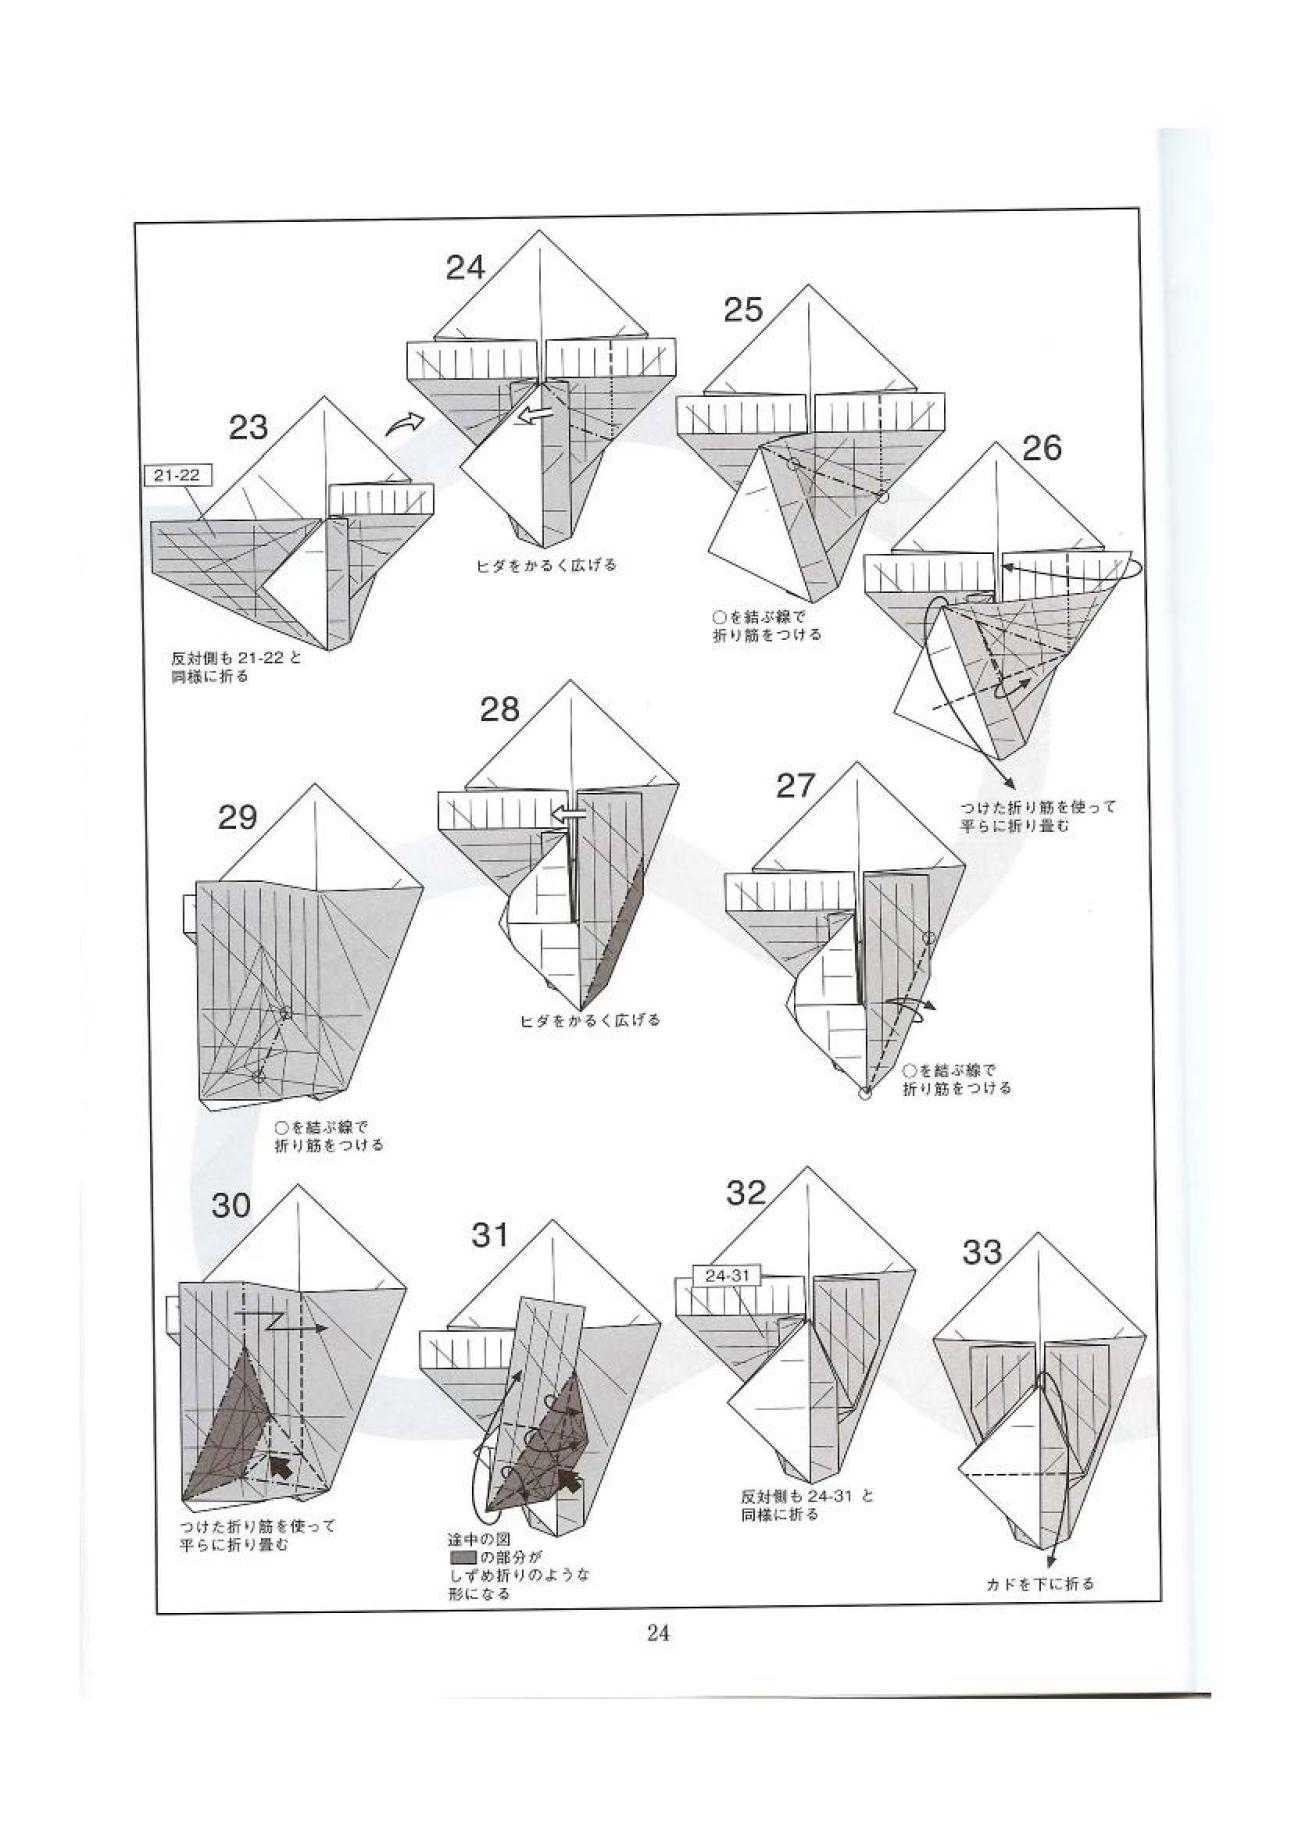 23
21-22
反対側も 21-22 と
同様に折る
24
ヒダをかるく広げる
25
○を結ぶ線で
折り筋をつける
26
つけた折り筋を使って
平らに折り畳む
27
○を結ぶ線で
折り筋をつける
28
ヒダをかるく広げる
29
○を結ぶ線で
折り筋をつける
30
つけた折り筋を使って
平らに折り畳む
31
途中の図
の部分が
しずめ折りのような
形になる
32
24-31
反対側も 24-31 と
同様に折る
33
カドを下に折る
24